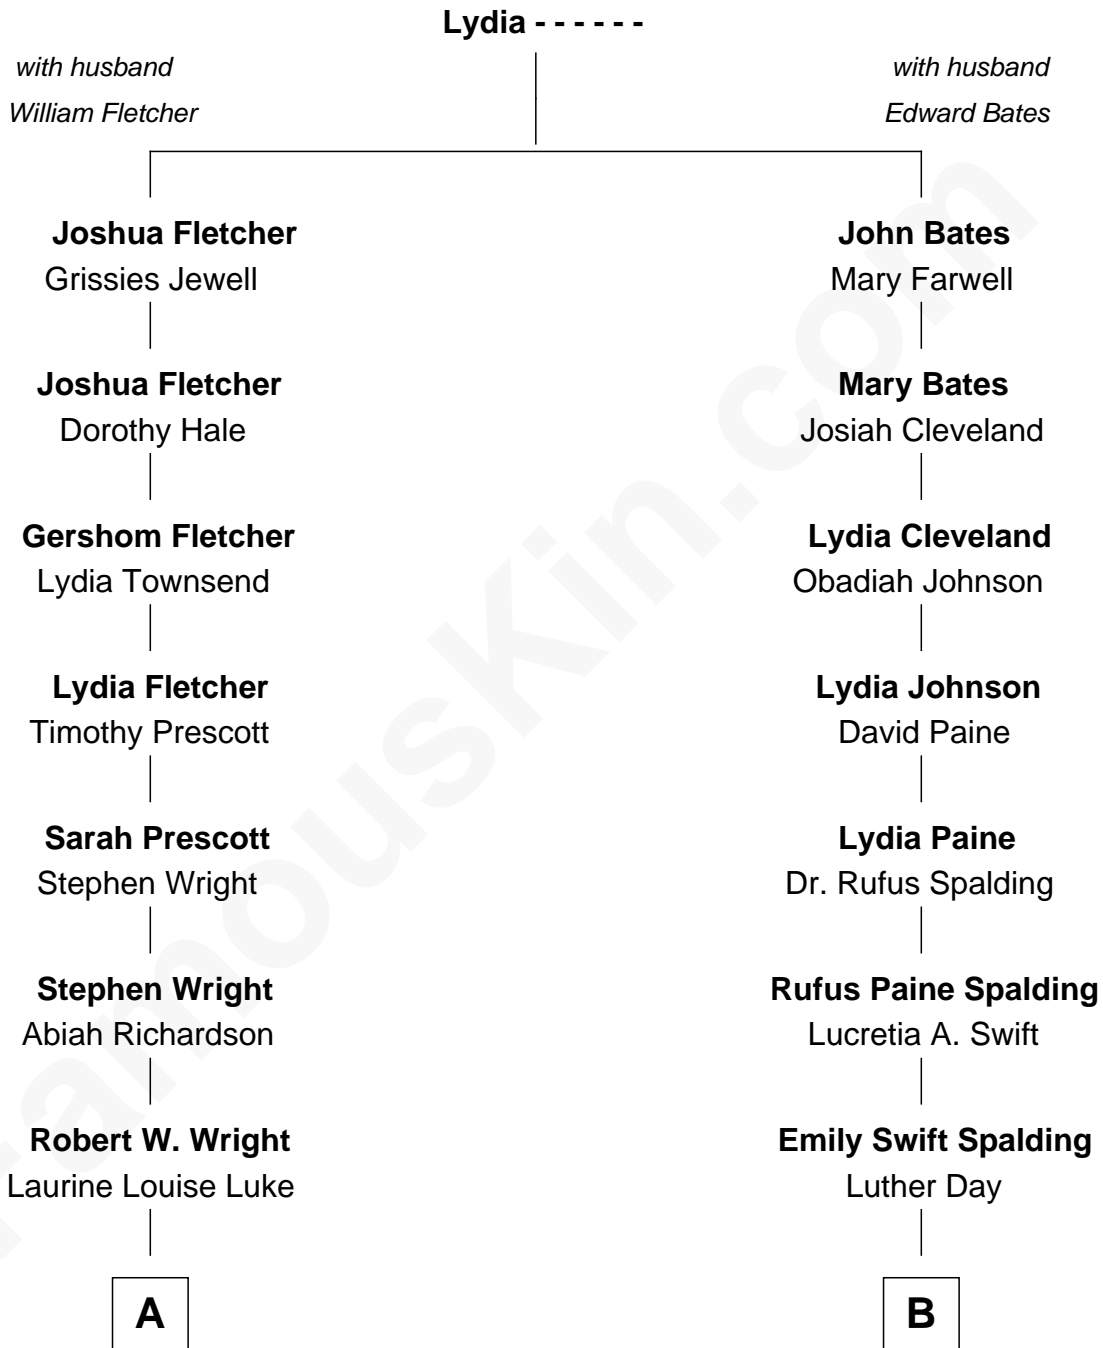 Lydia - - - - - -
with husband
William Fletcher
with husband
Edward Bates
Joshua Fletcher
Grissies Jewell
John Bates
Mary Farwell
Joshua Fletcher
Dorothy Hale
Mary Bates
Josiah Cleveland
Gershom Fletcher
Lydia Townsend
Lydia Cleveland
Obadiah Johnson
Lydia Fletcher
Timothy Prescott
Lydia Johnson
David Paine
Sarah Prescott
Stephen Wright
Lydia Paine
Dr. Rufus Spalding
Stephen Wright
Abiah Richardson
Rufus Paine Spalding
Lucretia A. Swift
Robert W. Wright
Laurine Louise Luke
Emily Swift Spalding
Luther Day
A
B
FamousKin.com